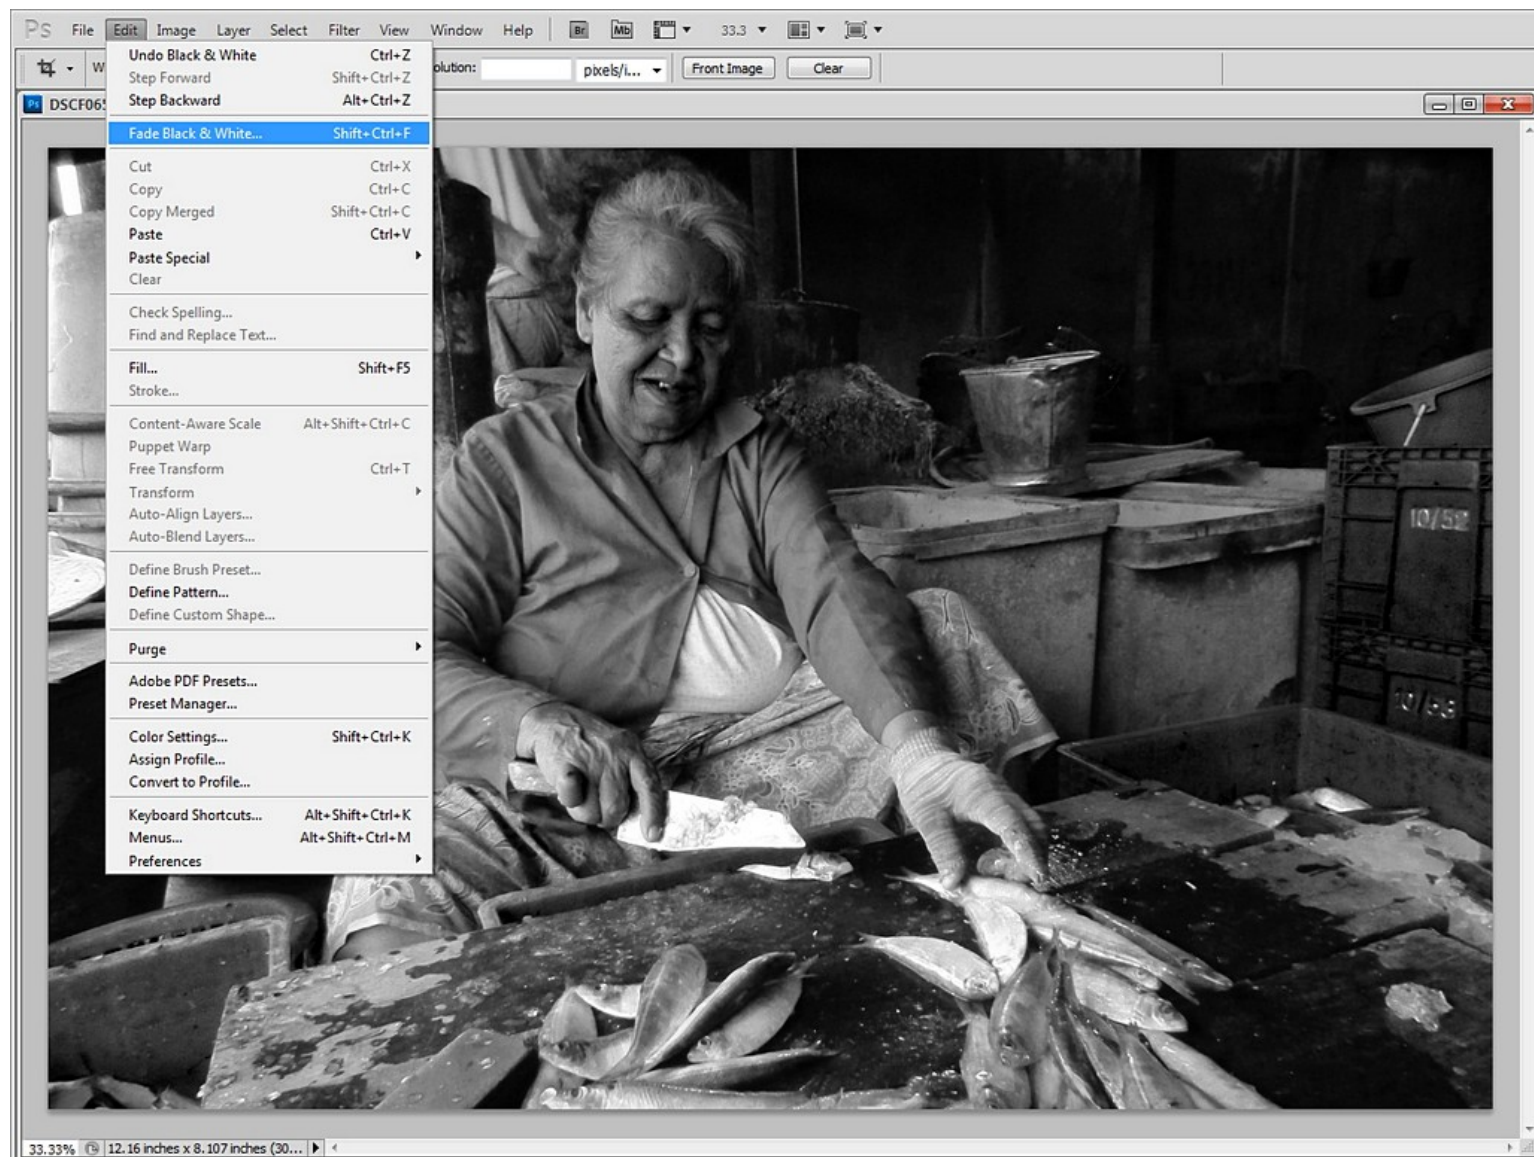 Ps File Edit Image Layer Select Filter View Window Help Br Mb 33.3
W olution: pixels/i... Front Image Clear
Ps DSCF065
Undo Black & White Ctrl+Z
Step Forward Shift+Ctrl+Z
Step Backward Alt+Ctrl+Z
Fade Black & White... Shift+Ctrl+F
Cut Ctrl+X
Copy Ctrl+C
Copy Merged Shift+Ctrl+C
Paste Ctrl+V
Paste Special
Clear
Check Spelling...
Find and Replace Text...
Fill... Shift+F5
Stroke...
Content-Aware Scale Alt+Shift+Ctrl+C
Puppet Warp
Free Transform Ctrl+T
Transform
Auto-Align Layers...
Auto-Blend Layers...
Define Brush Preset...
Define Pattern...
Define Custom Shape...
Purge
Adobe PDF Presets...
Preset Manager...
Color Settings... Shift+Ctrl+K
Assign Profile...
Convert to Profile...
Keyboard Shortcuts... Alt+Shift+Ctrl+K
Menus... Alt+Shift+Ctrl+M
Preferences
10/52
10/53
33.33% 12.16 inches x 8.107 inches (30...